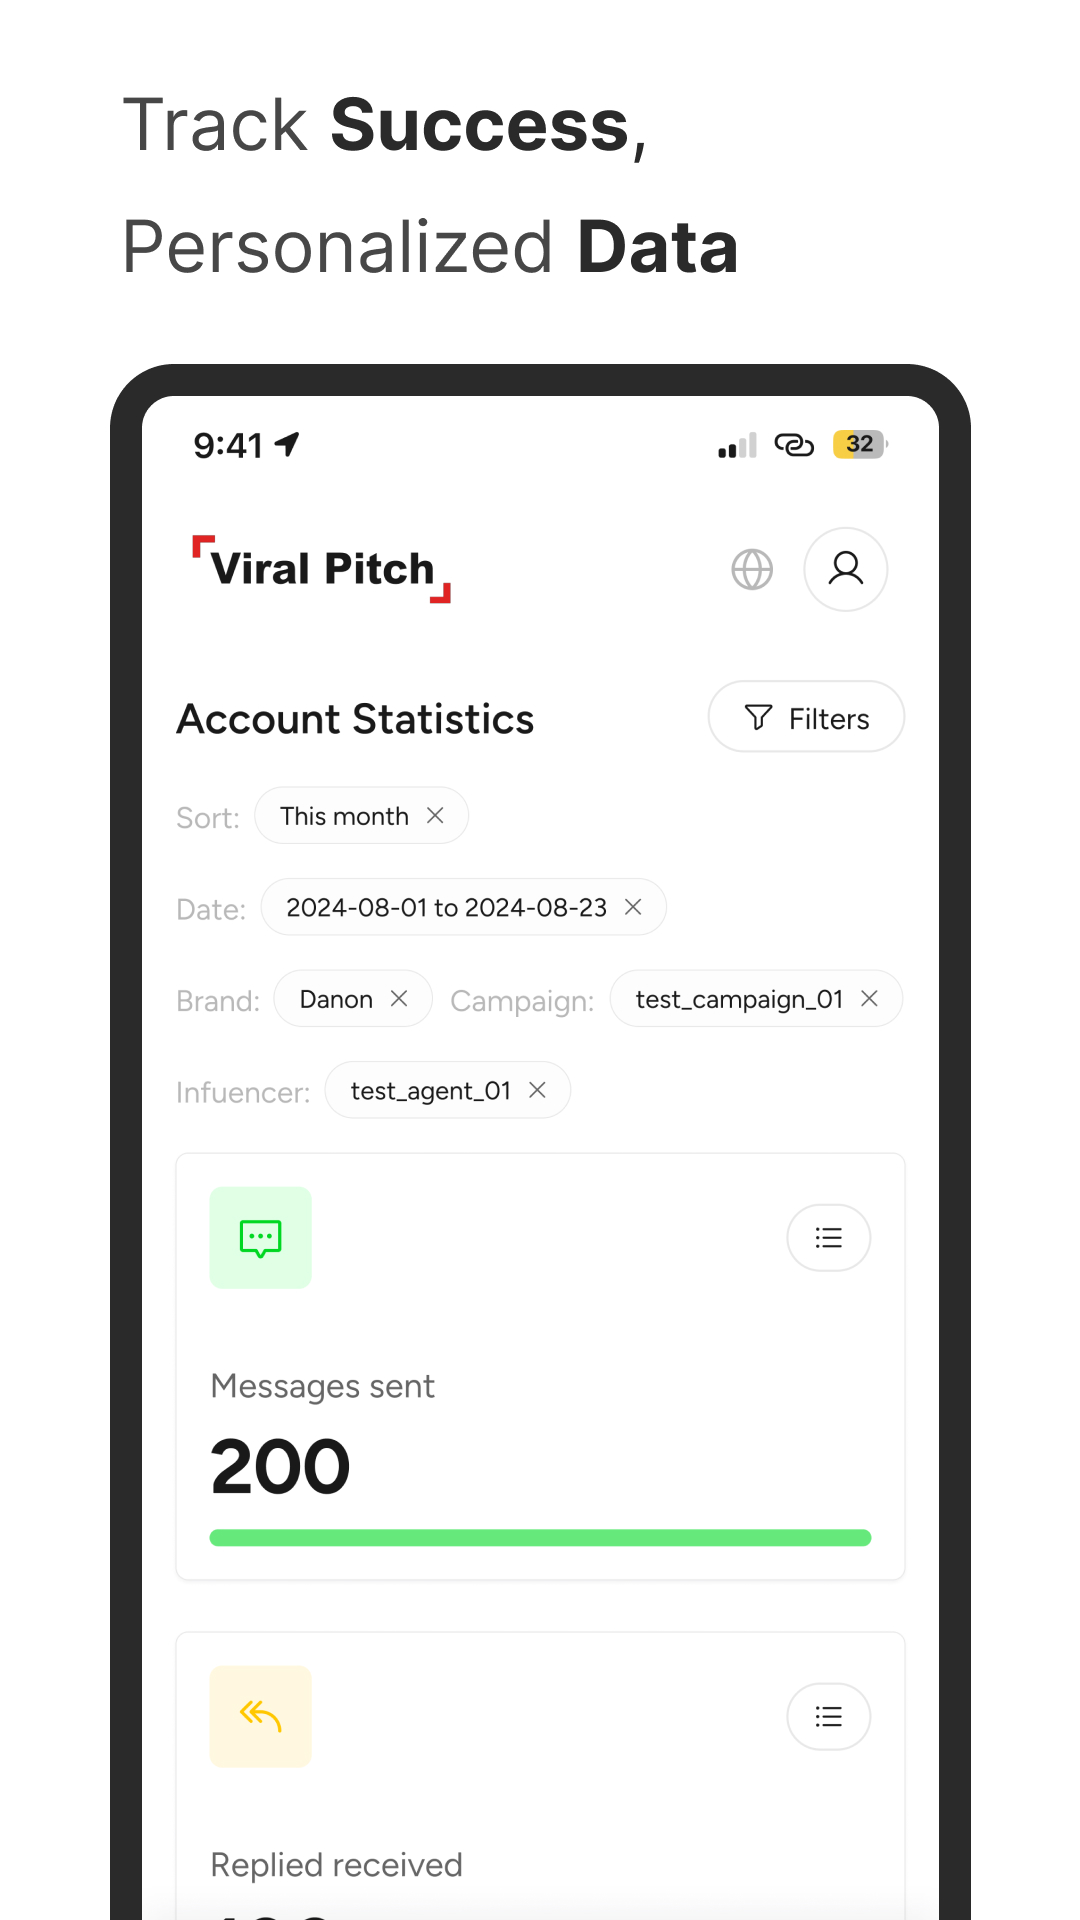 Track Success,
Personalized Data
9:41
32
Viral Pitch
Account Statistics
Filters
Sort: This month
Date: 2024-08-01 to 2024-08-23
Brand: Danon Campaign: test_campaign_01
Infuencer: test_agent_01
Messages sent
200
Replied received